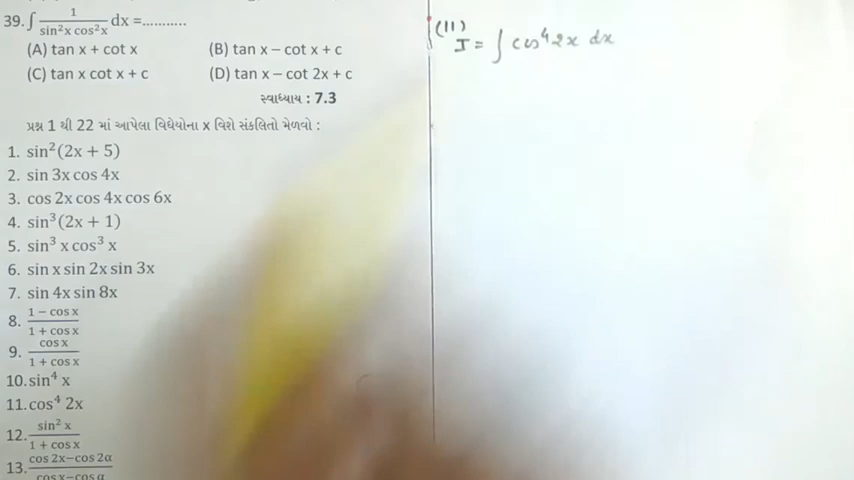 39. ∫ 1/(sin²x cos²x) dx =...........
(A) tan x + cot x (B) tan x – cot x + c
(C) tan x cot x + c (D) tan x – cot 2x + c
સ્વાધ્યાય : 7.3
પ્રશ્ન 1 થી 22 માં આપેલા વિધેયોના x વિશે સંકલિતો મેળવો :
1. sin²(2x + 5)
2. sin 3x cos 4x
3. cos 2x cos 4x cos 6x
4. sin³(2x + 1)
5. sin³ x cos³ x
6. sin x sin 2x sin 3x
7. sin 4x sin 8x
8. (1 − cos x)/(1 + cos x)
9. cos x/(1 + cos x)
10. sin⁴ x
11. cos⁴ 2x
12. sin² x/(1 + cos x)
13. (cos 2x−cos 2α)/(cos x−cos α)
(11)
I = ∫ cos⁴ 2x dx